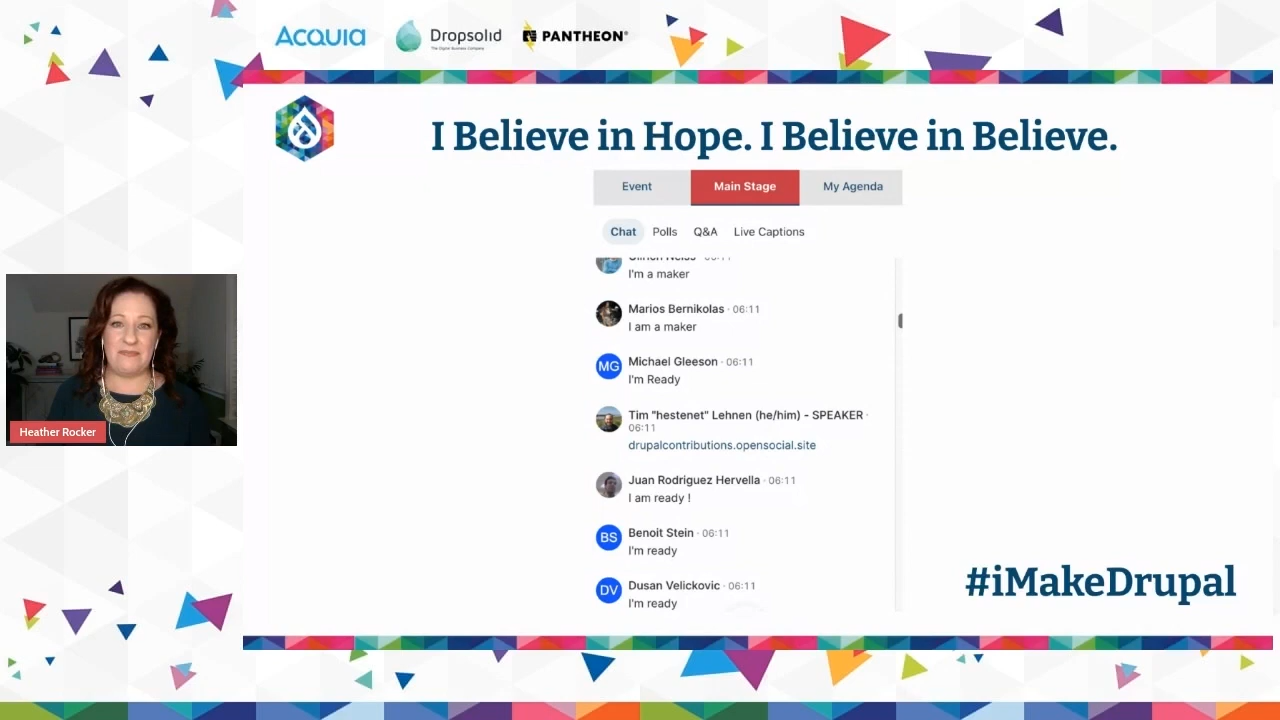 Acquia
Dropsolid
The Digital Business Company
PANTHEON®
I Believe in Hope. I Believe in Believe.
Event
Main Stage
My Agenda
Chat
Polls
Q&A
Live Captions
I'm a maker
Marios Bernikolas · 06:11
I am a maker
MG
Michael Gleeson · 06:11
I'm Ready
Tim "hestenet" Lehnen (he/him) - SPEAKER ·
06:11
drupalcontributions.opensocial.site
Juan Rodriguez Hervella · 06:11
I am ready !
BS
Benoit Stein · 06:11
I'm ready
DV
Dusan Velickovic · 06:11
I'm ready
Heather Rocker
#iMakeDrupal